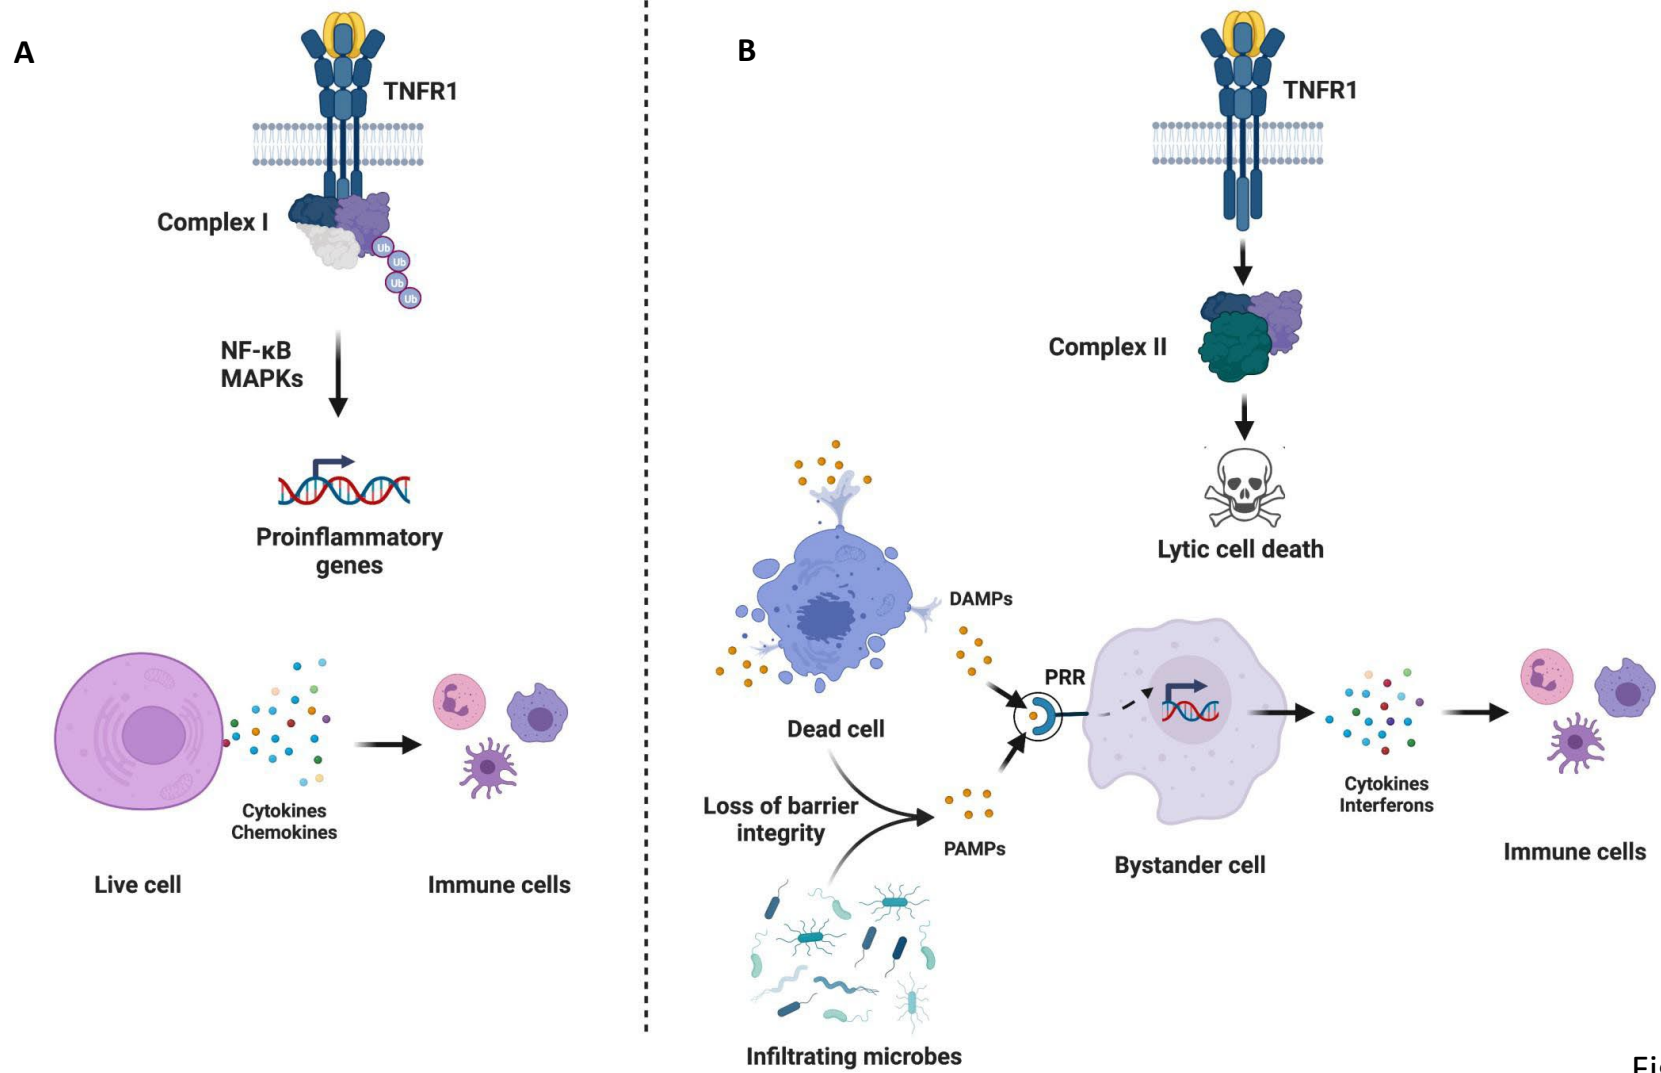 A
TNFR1
Complex I
Ub
Ub
Ub
Ub
NF-κB
MAPKs
Proinflammatory
genes
Cytokines
Chemokines
Live cell
Immune cells
B
TNFR1
Complex II
Lytic cell death
DAMPs
PRR
Dead cell
Loss of barrier
integrity
PAMPs
Bystander cell
Cytokines
Interferons
Immune cells
Infiltrating microbes